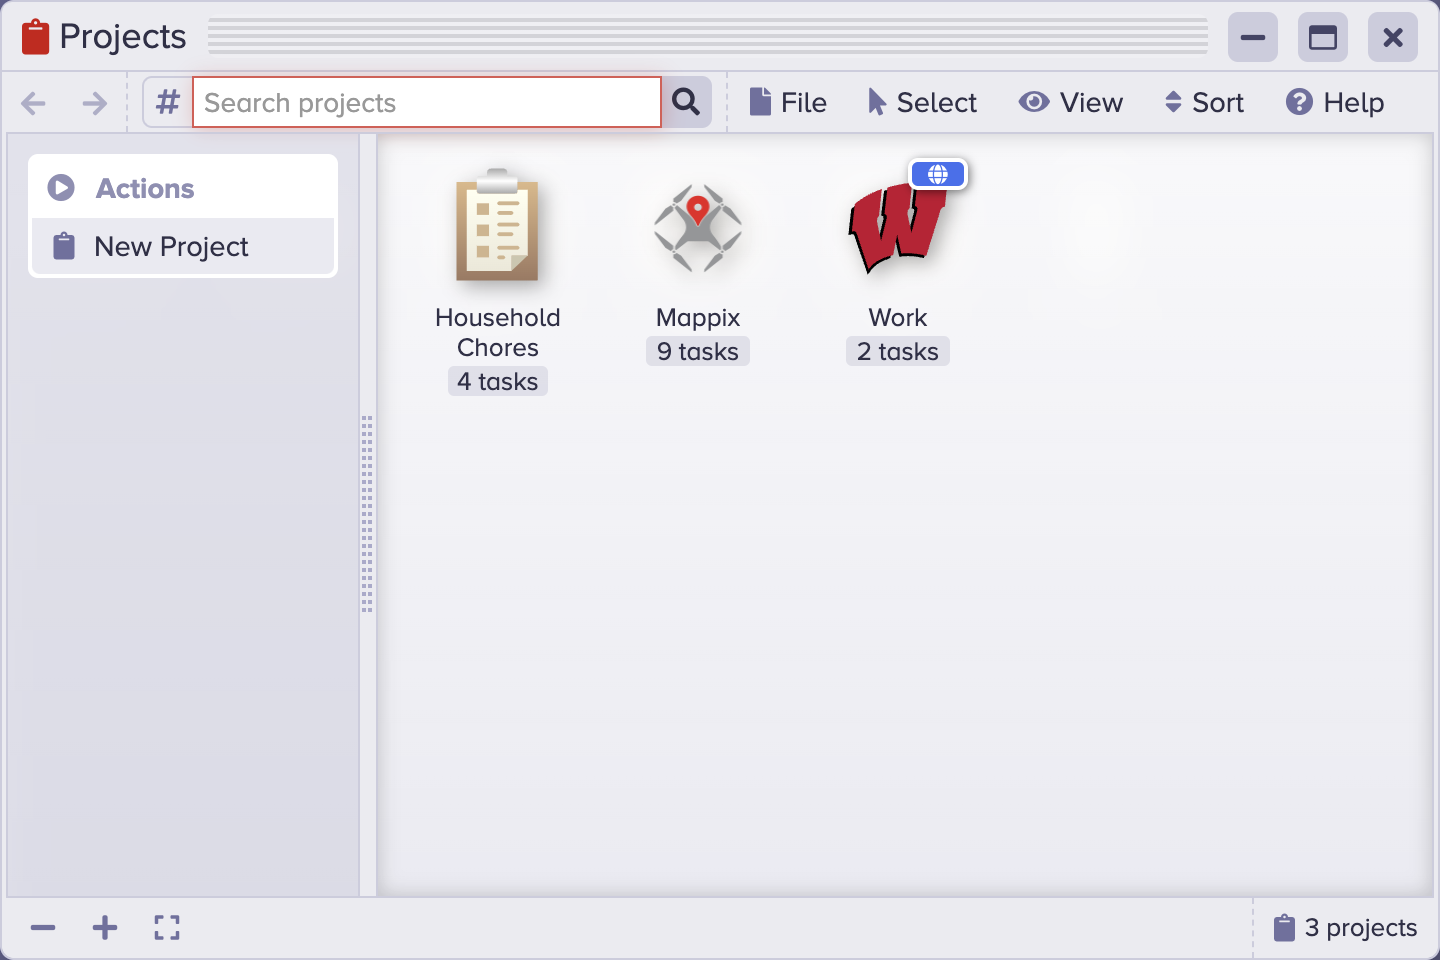 Projects
# Search projects
File
Select
View
Sort
Help
Actions
New Project
Household
Chores
4 tasks
Mappix
9 tasks
W
Work
2 tasks
3 projects